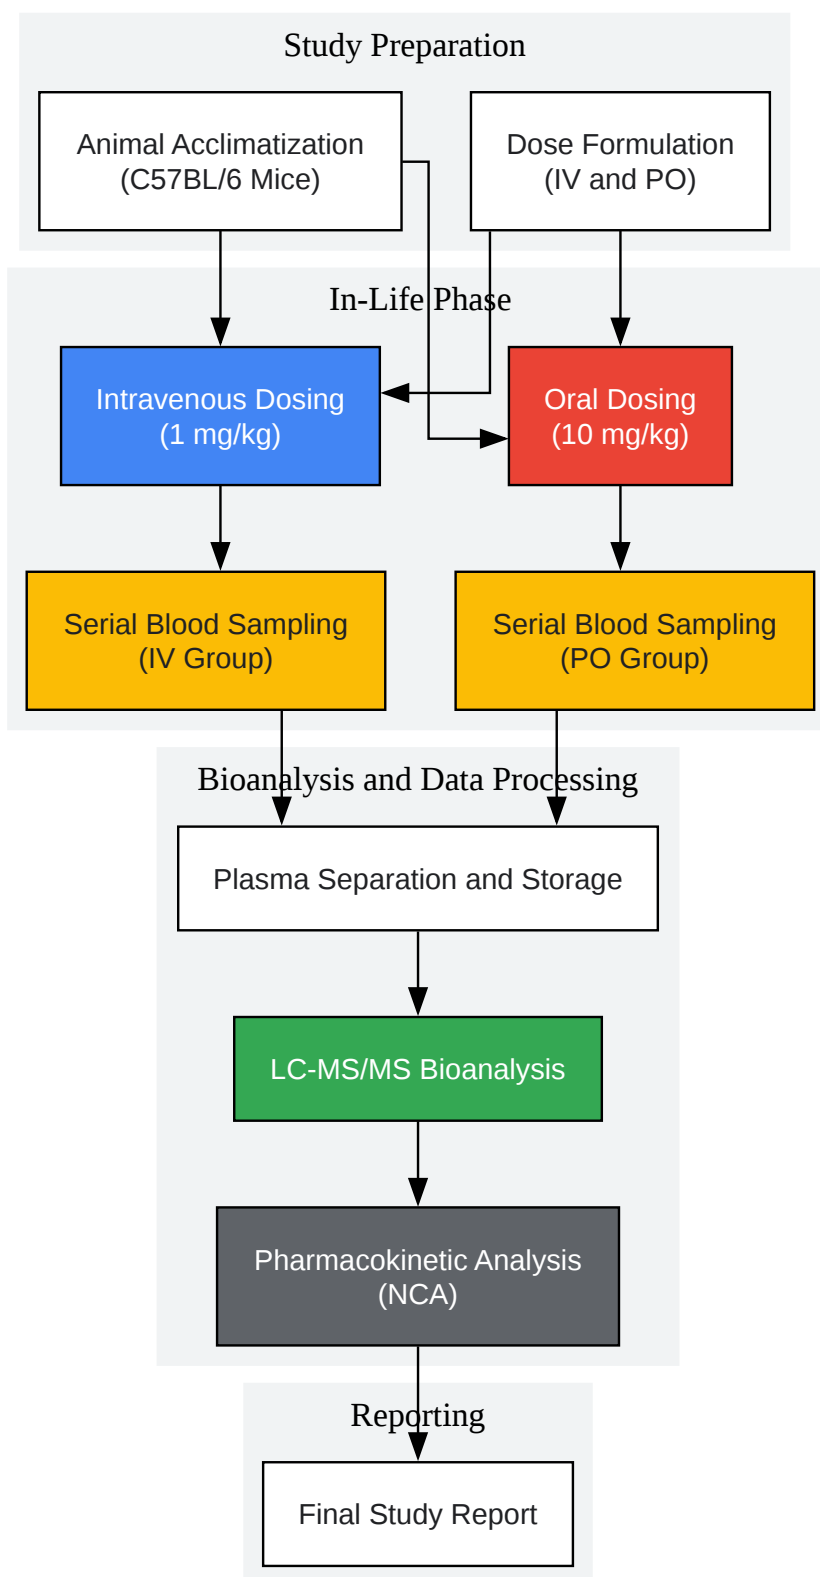 Study Preparation
Animal Acclimatization
(C57BL/6 Mice)
Dose Formulation
(IV and PO)
In-Life Phase
Intravenous Dosing
(1 mg/kg)
Oral Dosing
(10 mg/kg)
Serial Blood Sampling
(IV Group)
Serial Blood Sampling
(PO Group)
Bioanalysis and Data Processing
Plasma Separation and Storage
LC-MS/MS Bioanalysis
Pharmacokinetic Analysis
(NCA)
Reporting
Final Study Report